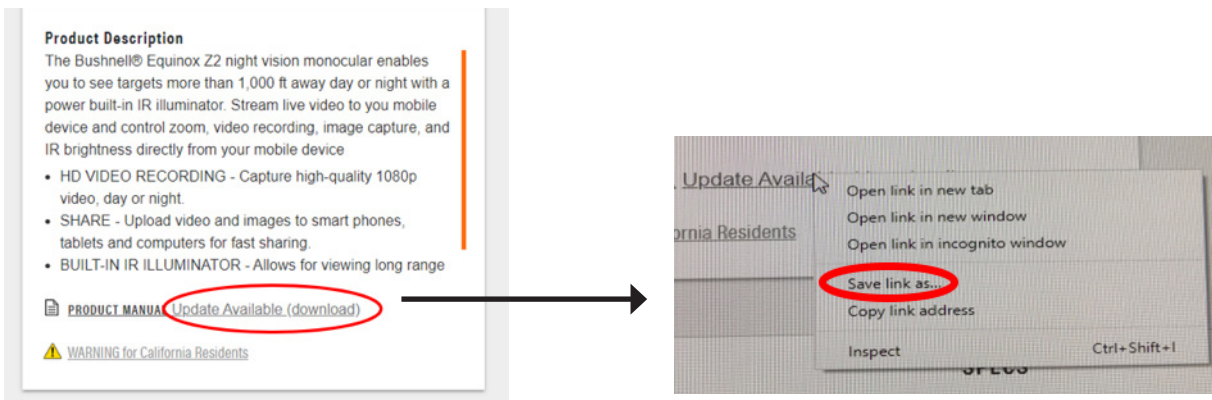 Product Description
The Bushnell® Equinox Z2 night vision monocular enables
you to see targets more than 1,000 ft away day or night with a
power built-in IR illuminator. Stream live video to you mobile
device and control zoom, video recording, image capture, and
IR brightness directly from your mobile device
• HD VIDEO RECORDING - Capture high-quality 1080p
video, day or night.
• SHARE - Upload video and images to smart phones,
tablets and computers for fast sharing.
• BUILT-IN IR ILLUMINATOR - Allows for viewing long range
PRODUCT MANUAL Update Available (download)
WARNING for California Residents
Update Availa
ornia Residents
Open link in new tab
Open link in new window
Open link in incognito window
Save link as...
Copy link address
Inspect Ctrl+Shift+I
SPECS